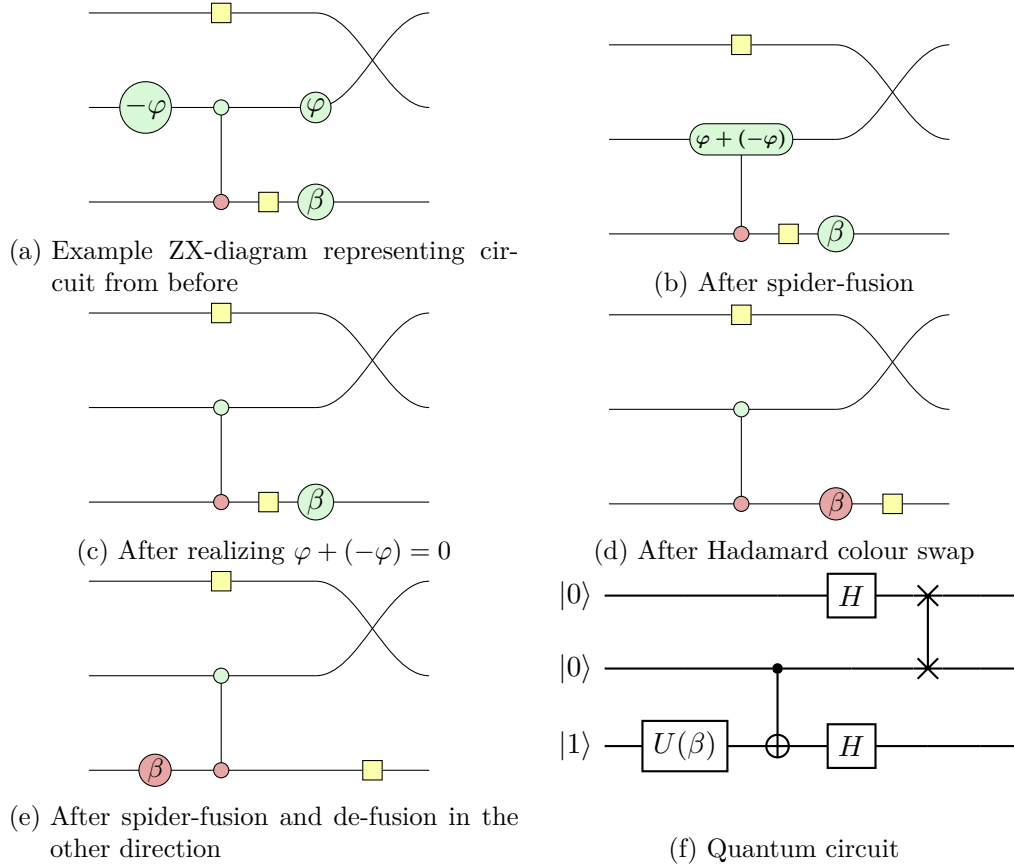 −φ
φ
β
(a) Example ZX-diagram representing cir-
cuit from before
φ + (−φ)
β
(b) After spider-fusion
β
(c) After realizing φ + (−φ) = 0
β
(d) After Hadamard colour swap
β
(e) After spider-fusion and de-fusion in the
other direction
|0⟩ H
|0⟩
|1⟩ U(β) H
(f) Quantum circuit